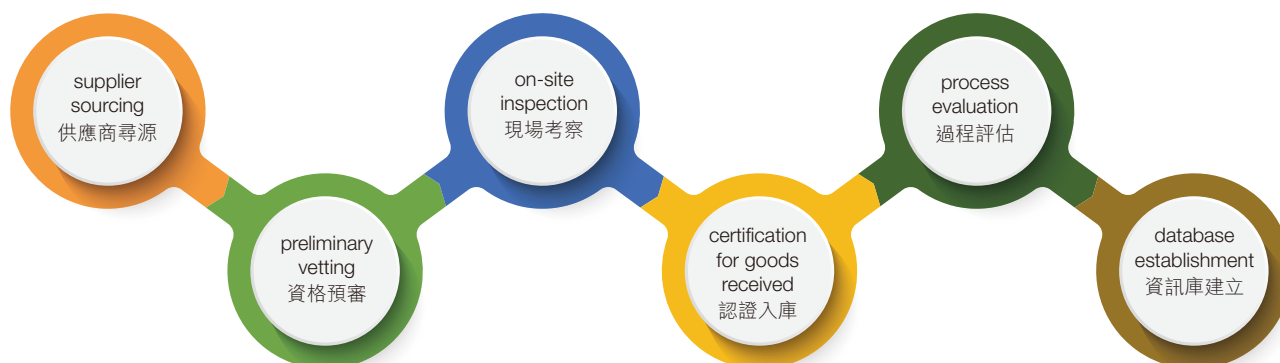 supplier
sourcing
供應商尋源
preliminary
vetting
資格預審
on-site
inspection
現場考察
certification
for goods
received
認證入庫
process
evaluation
過程評估
database
establishment
資訊庫建立